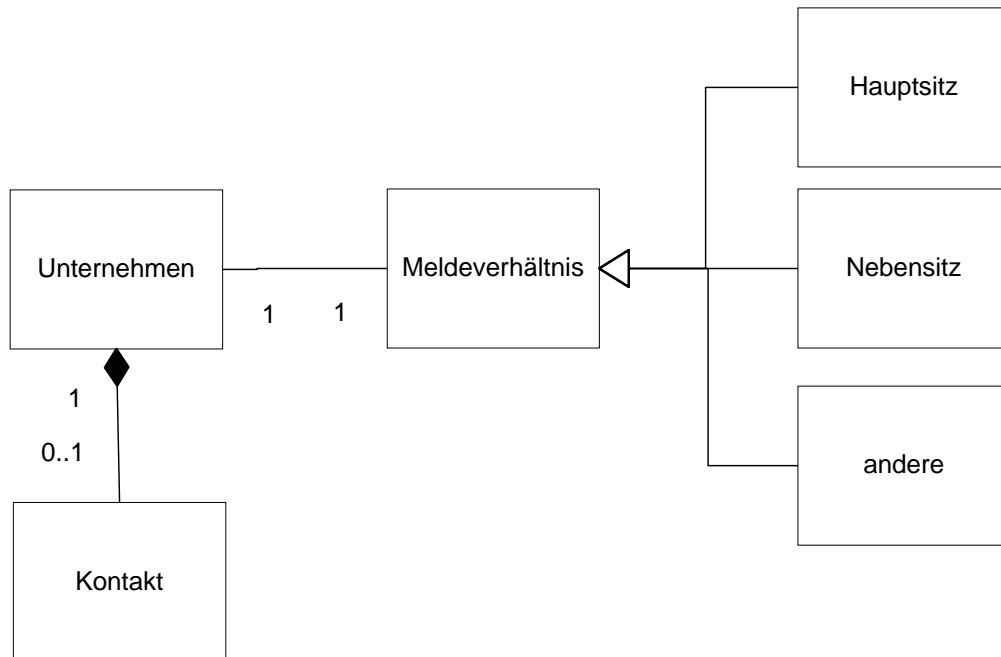 Hauptsitz
Unternehmen
Meldeverhältnis
Nebensitz
1
1
1
0..1
andere
Kontakt